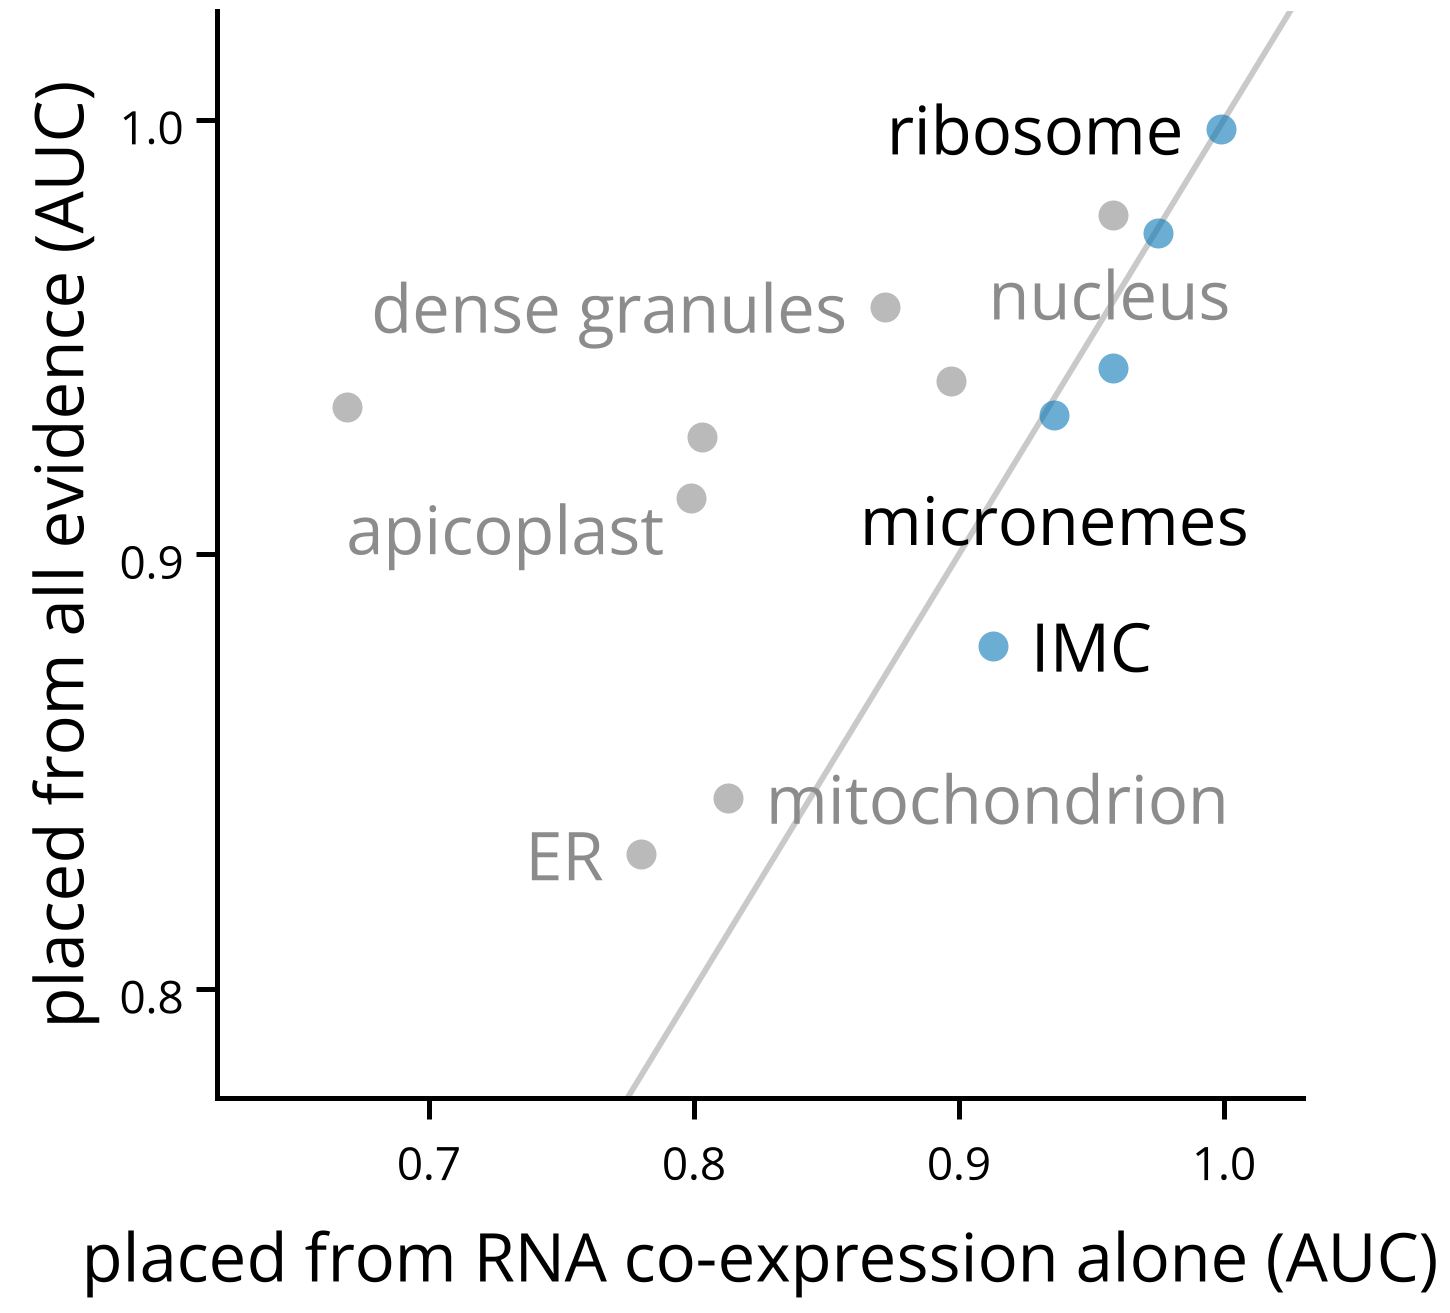 placed from all evidence (AUC)
1.0
0.9
0.8
ribosome
dense granules
nucleus
apicoplast
micronemes
IMC
mitochondrion
ER
0.7
0.8
0.9
1.0
placed from RNA co-expression alone (AUC)